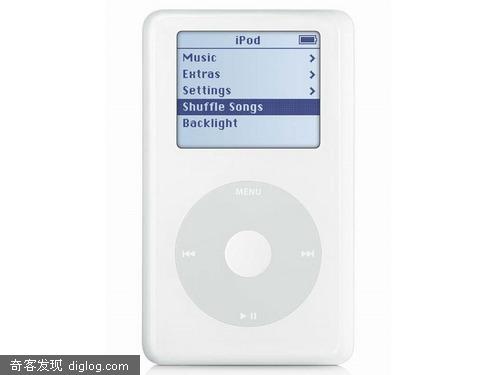 iPod
Music
Extras
Settings
Shuffle Songs
Backlight
MENU
奇客发现 diglog.com